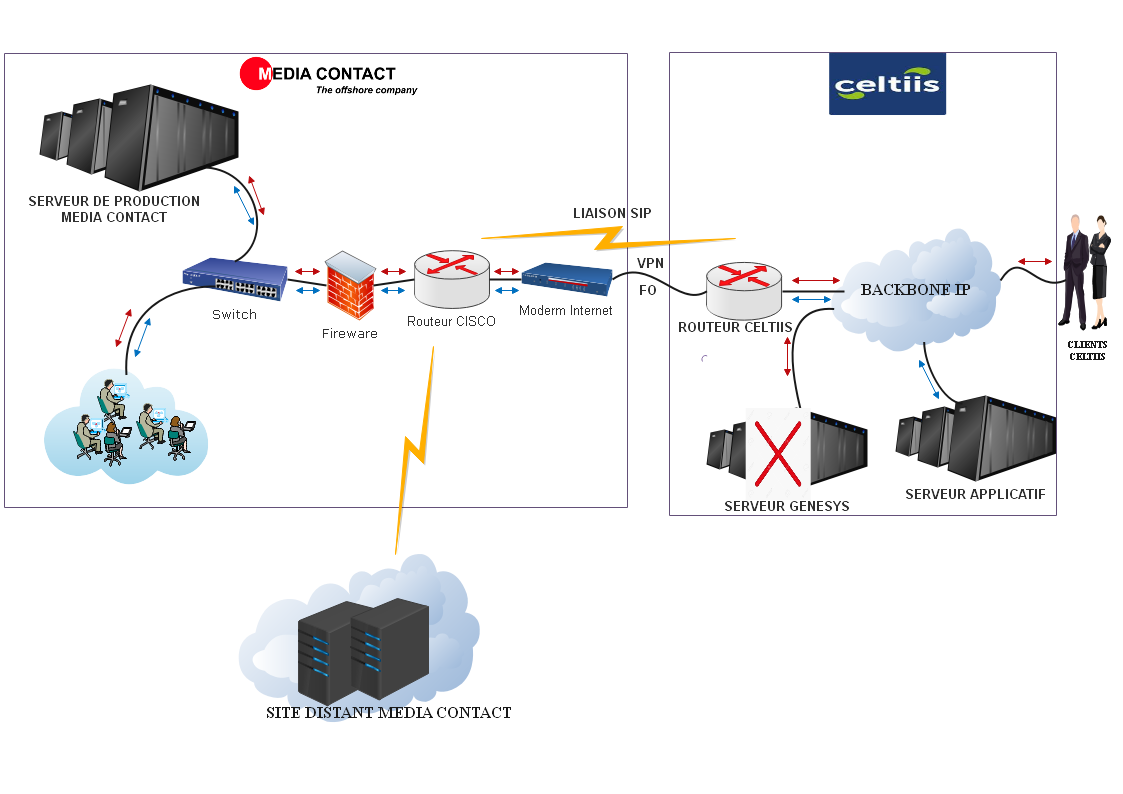 MEDIA CONTACT
The offshore company
celtiis
SERVEUR DE PRODUCTION
MEDIA CONTACT
LIAISON SIP
VPN
FO
BACKBONE IP
Switch
Fireware
Routeur CISCO
Moderm Internet
ROUTEUR CELTIIS
CLIENTS
CELTIIS
SERVEUR GENESYS
SERVEUR APPLICATIF
SITE DISTANT MEDIA CONTACT